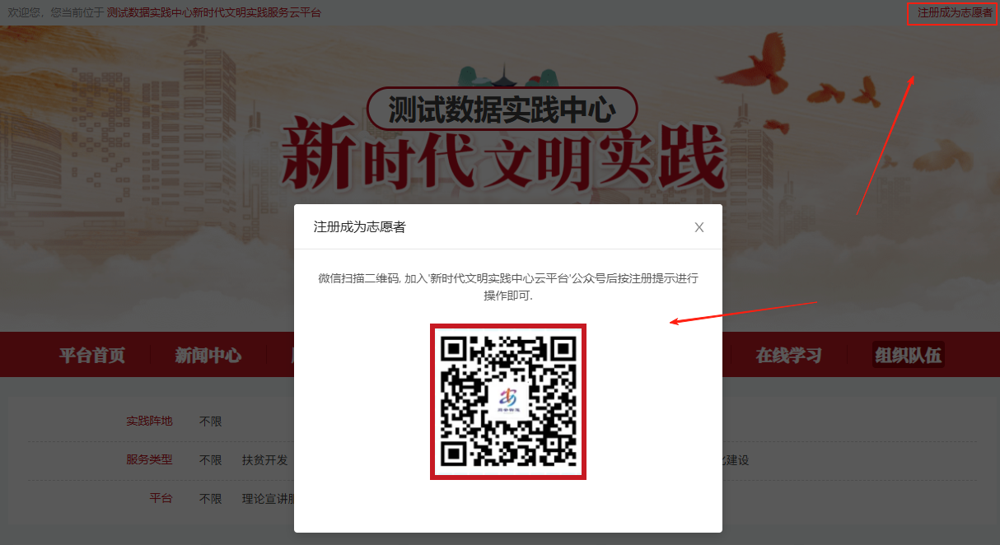 欢迎您，您当前位于 测试数据实践中心新时代文明实践服务云平台
注册成为志愿者
测试数据实践中心
新时代文明实践
注册成为志愿者
X
微信扫描二维码, 加入'新时代文明实践中心云平台'公众号后按注册提示进行
操作即可.
平台首页 新闻中心 在线学习 组织队伍
实践阵地 不限
服务类型 不限 扶贫开发 建设
平台 不限 理论宣讲